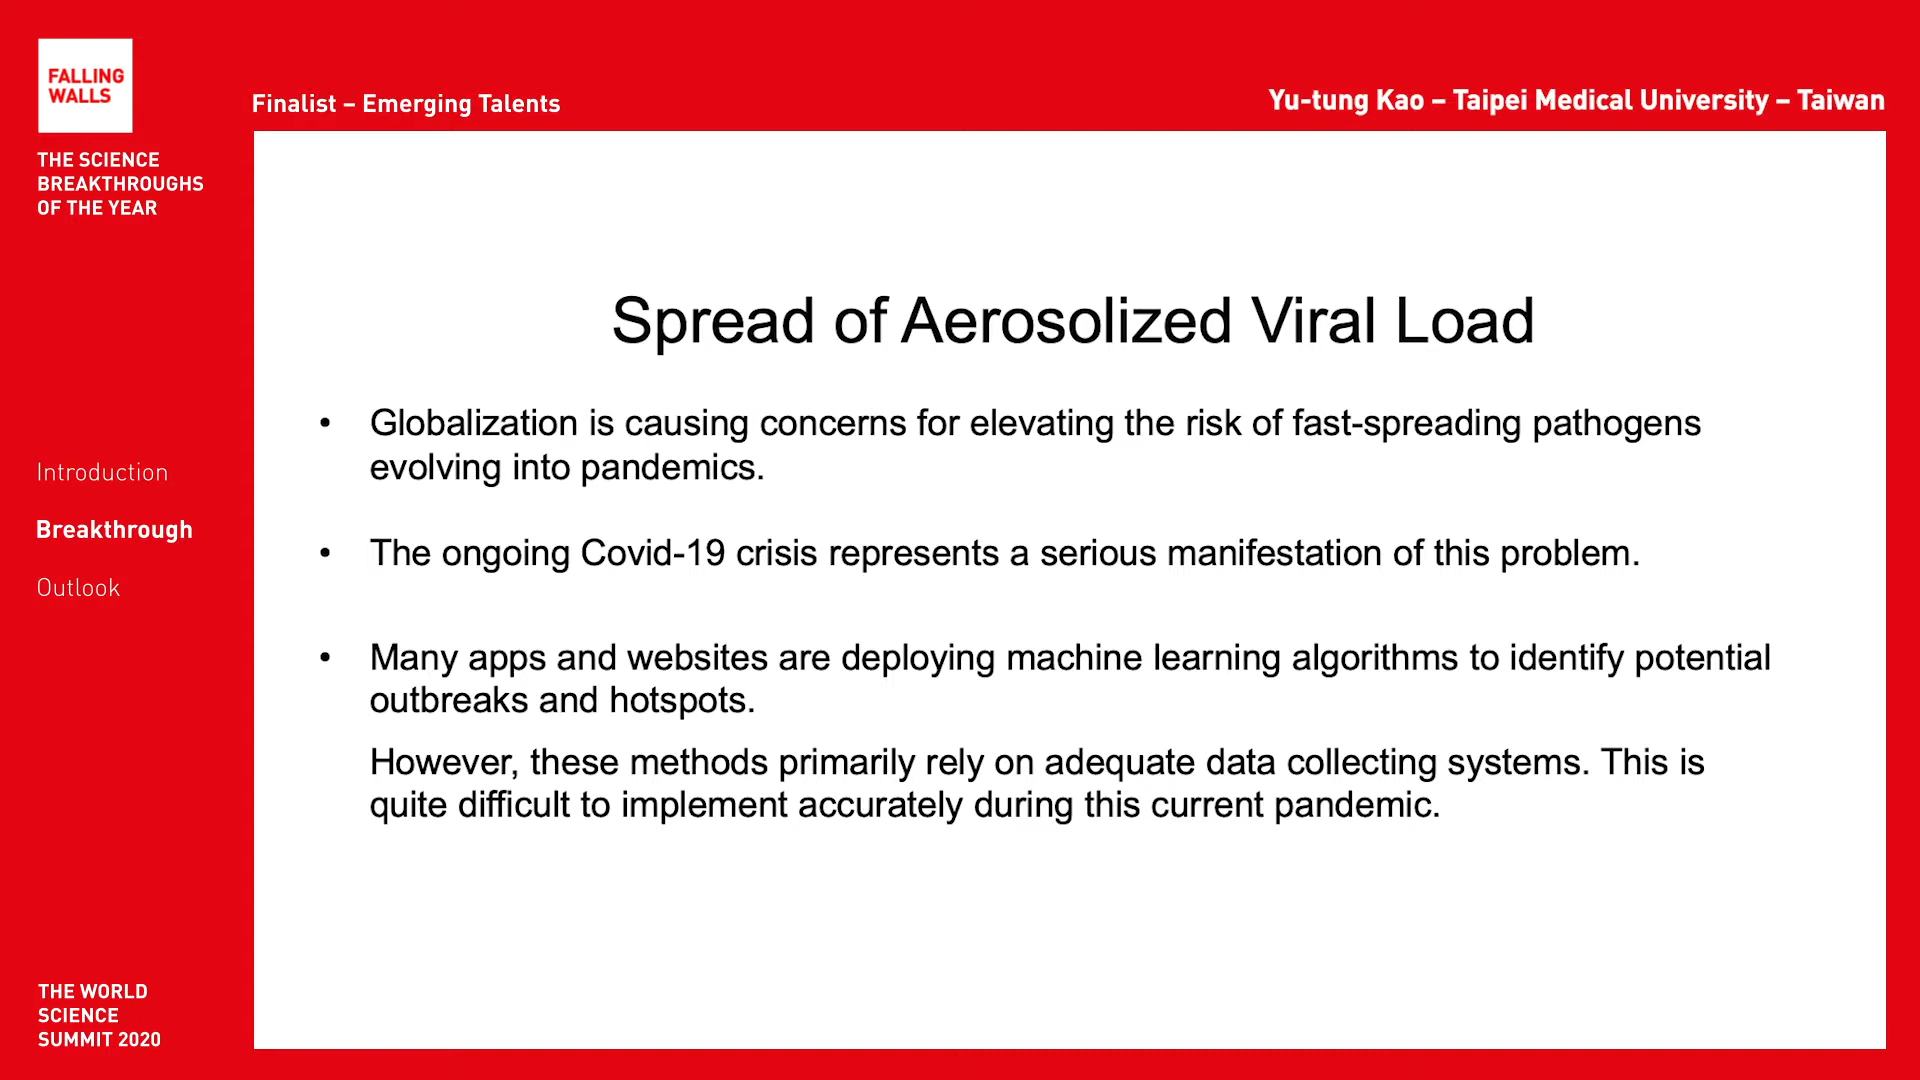 FALLING
WALLS
THE SCIENCE
BREAKTHROUGHS
OF THE YEAR
Finalist – Emerging Talents
Yu-tung Kao – Taipei Medical University – Taiwan
Introduction
Breakthrough
Outlook
Spread of Aerosolized Viral Load
• Globalization is causing concerns for elevating the risk of fast-spreading pathogens
evolving into pandemics.
• The ongoing Covid-19 crisis represents a serious manifestation of this problem.
• Many apps and websites are deploying machine learning algorithms to identify potential
outbreaks and hotspots.
However, these methods primarily rely on adequate data collecting systems. This is
quite difficult to implement accurately during this current pandemic.
THE WORLD
SCIENCE
SUMMIT 2020